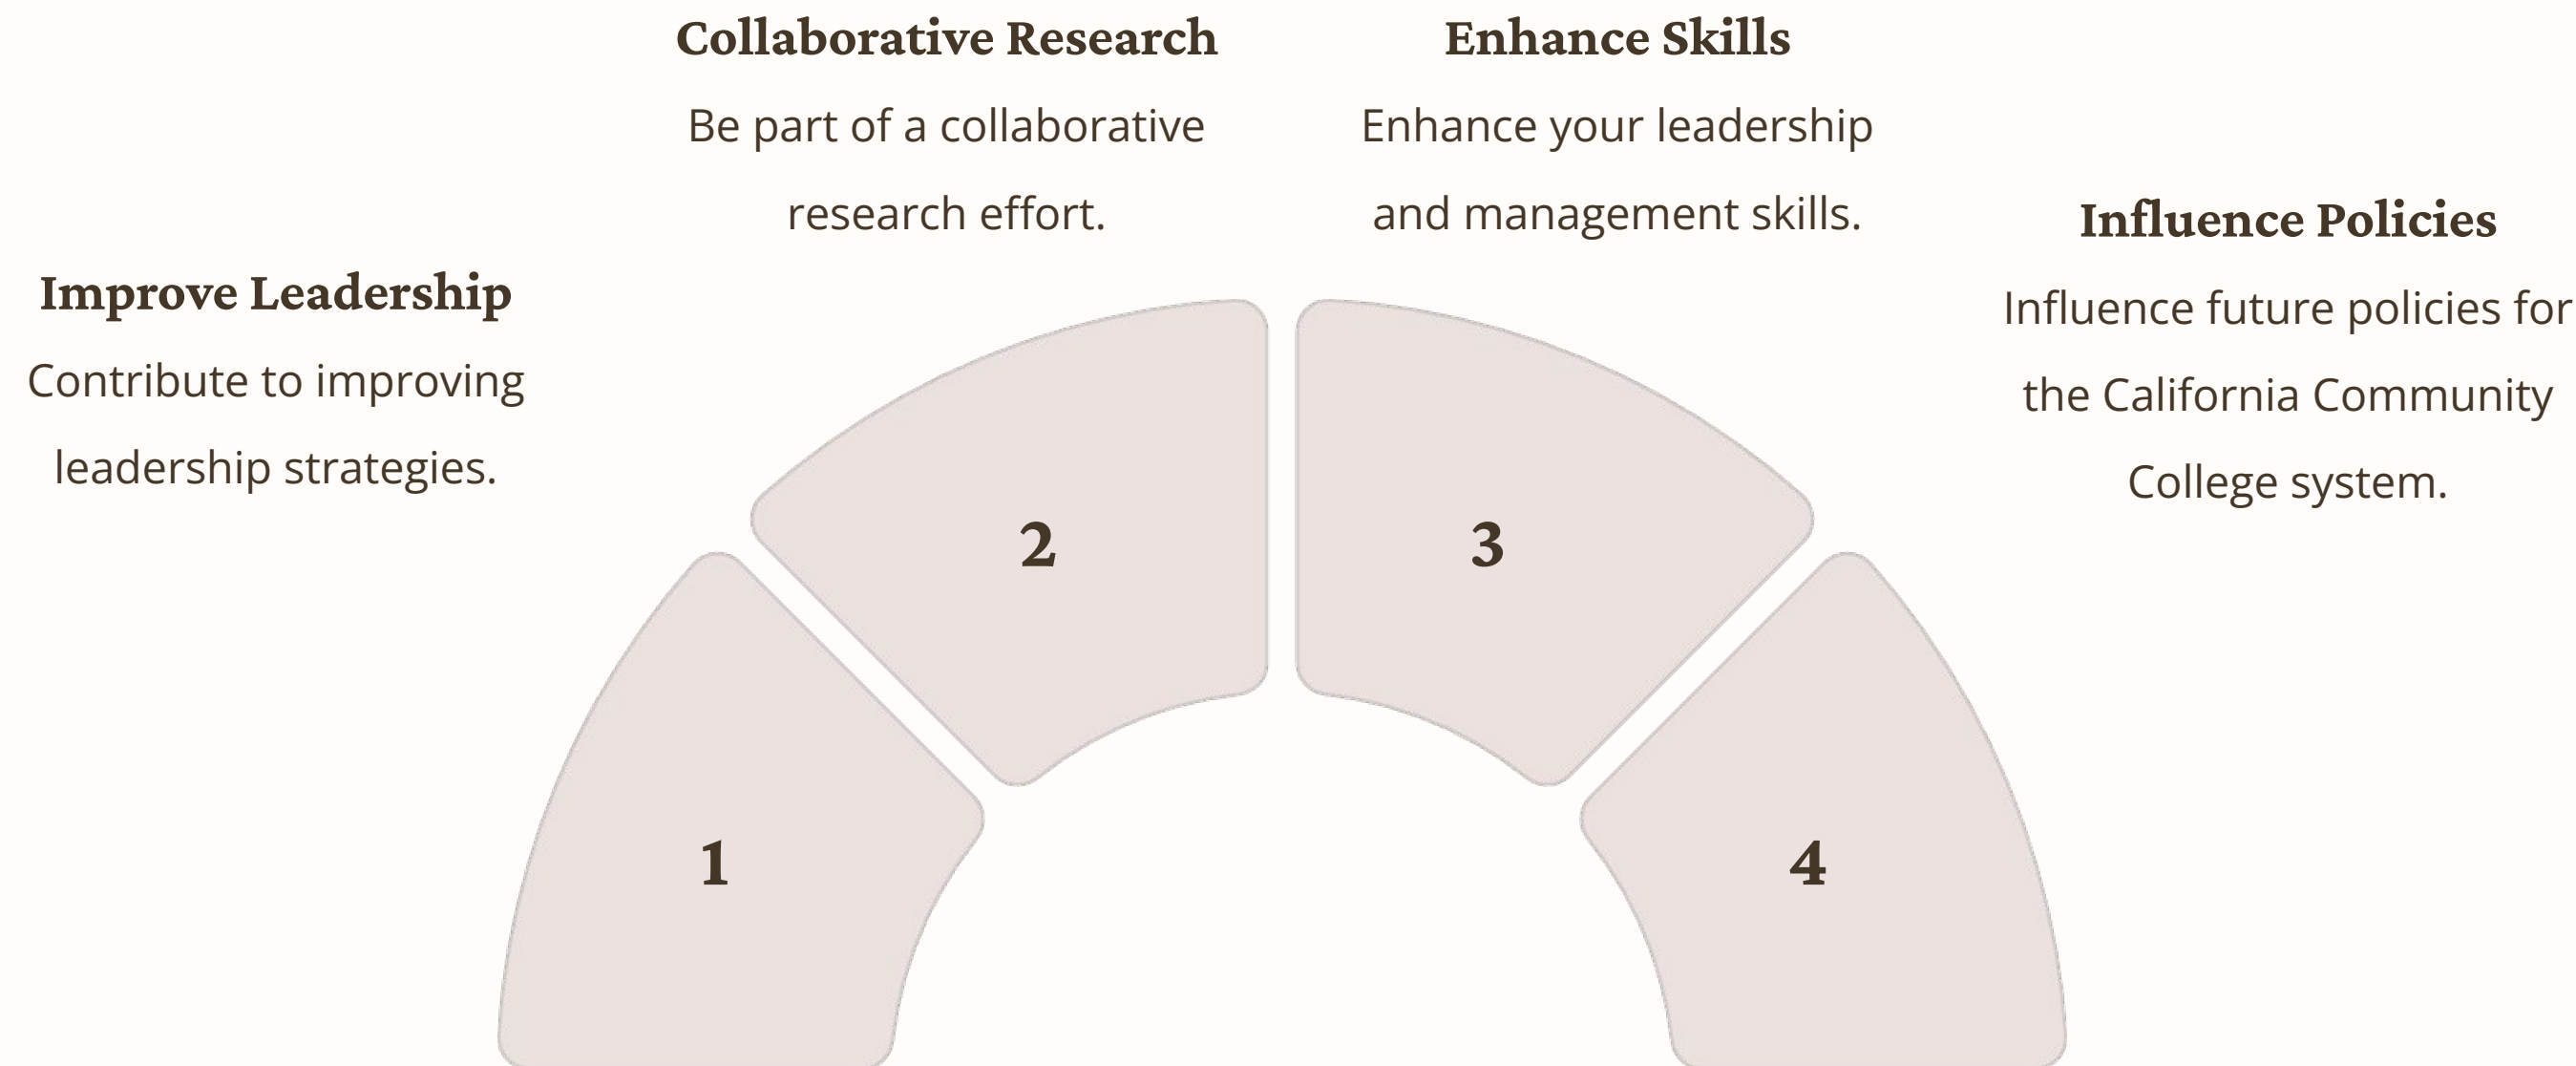 Improve Leadership
Contribute to improving
leadership strategies.
1
Collaborative Research
Be part of a collaborative
research effort.
2
Enhance Skills
Enhance your leadership
and management skills.
3
Influence Policies
Influence future policies for
the California Community
College system.
4